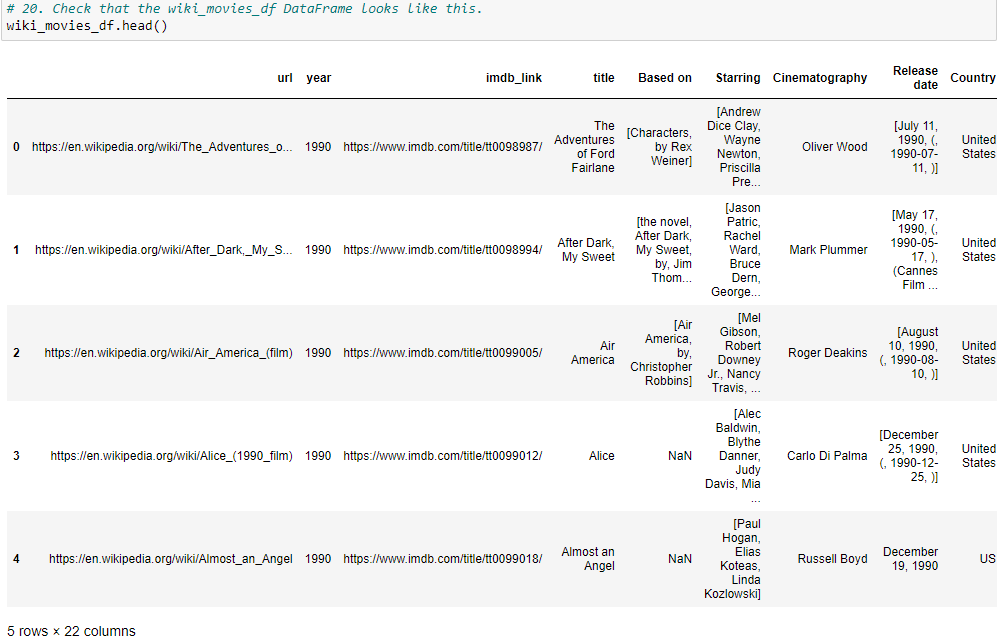 # 20. Check that the wiki_movies_df DataFrame looks like this.
wiki_movies_df.head()
url year imdb_link title Based on Starring Cinematography Release date Country
0 https://en.wikipedia.org/wiki/The_Adventures_o... 1990 https://www.imdb.com/title/tt0098987/ The Adventures of Ford Fairlane [Characters, by Rex Weiner] [Andrew Dice Clay, Wayne Newton, Priscilla Pre... Oliver Wood [July 11, 1990, (, 1990-07-11, )] United States
1 https://en.wikipedia.org/wiki/After_Dark,_My_S... 1990 https://www.imdb.com/title/tt0098994/ After Dark, My Sweet [the novel, After Dark, My Sweet, by, Jim Thom... [Jason Patric, Rachel Ward, Bruce Dern, George... Mark Plummer [May 17, 1990, (, 1990-05-17, ), (Cannes Film ... United States
2 https://en.wikipedia.org/wiki/Air_America_(film) 1990 https://www.imdb.com/title/tt0099005/ Air America [Air America, by, Christopher Robbins] [Mel Gibson, Robert Downey Jr., Nancy Travis, ... Roger Deakins [August 10, 1990, (, 1990-08-10, )] United States
3 https://en.wikipedia.org/wiki/Alice_(1990_film) 1990 https://www.imdb.com/title/tt0099012/ Alice NaN [Alec Baldwin, Blythe Danner, Judy Davis, Mia ... Carlo Di Palma [December 25, 1990, (, 1990-12-25, )] United States
4 https://en.wikipedia.org/wiki/Almost_an_Angel 1990 https://www.imdb.com/title/tt0099018/ Almost an Angel NaN [Paul Hogan, Elias Koteas, Linda Kozlowski] Russell Boyd December 19, 1990 US
5 rows × 22 columns